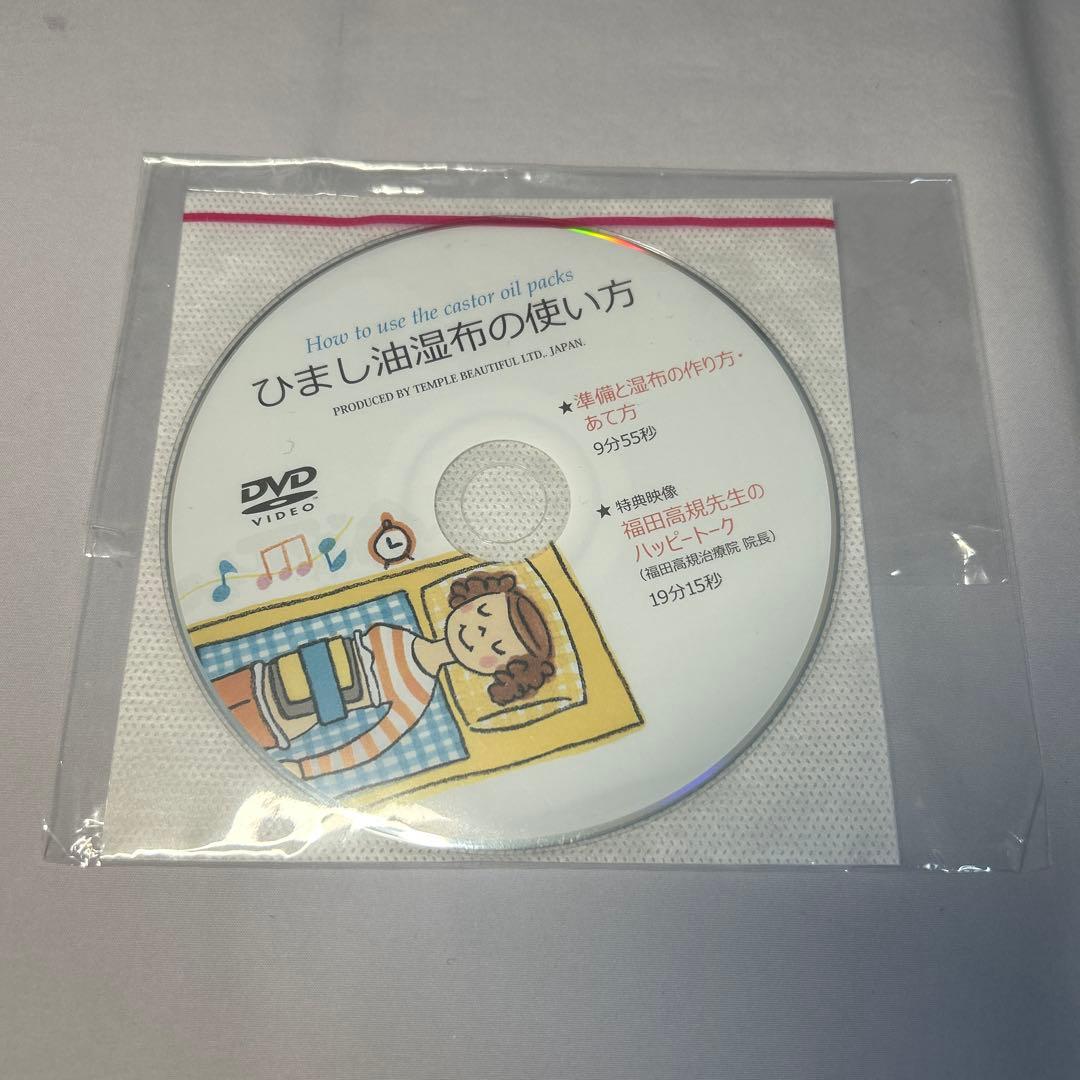 How to use the castor oil packs
ひまし油湿布の使い方
PRODUCED BY TEMPLE BEAUTIFUL LTD,. JAPAN.
★準備と湿布の作り方・
あて方
9分55秒
★特典映像
福田高規先生の
ハッピートーク
(福田高規治療院 院長)
19分15秒
DVD
VIDEO